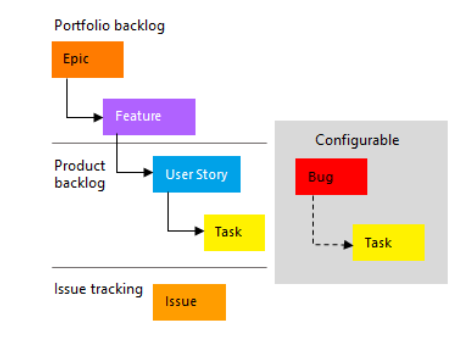 Portfolio backlog
Epic
Feature
Configurable
Product
backlog
User Story
Bug
Task
Task
Issue tracking
Issue